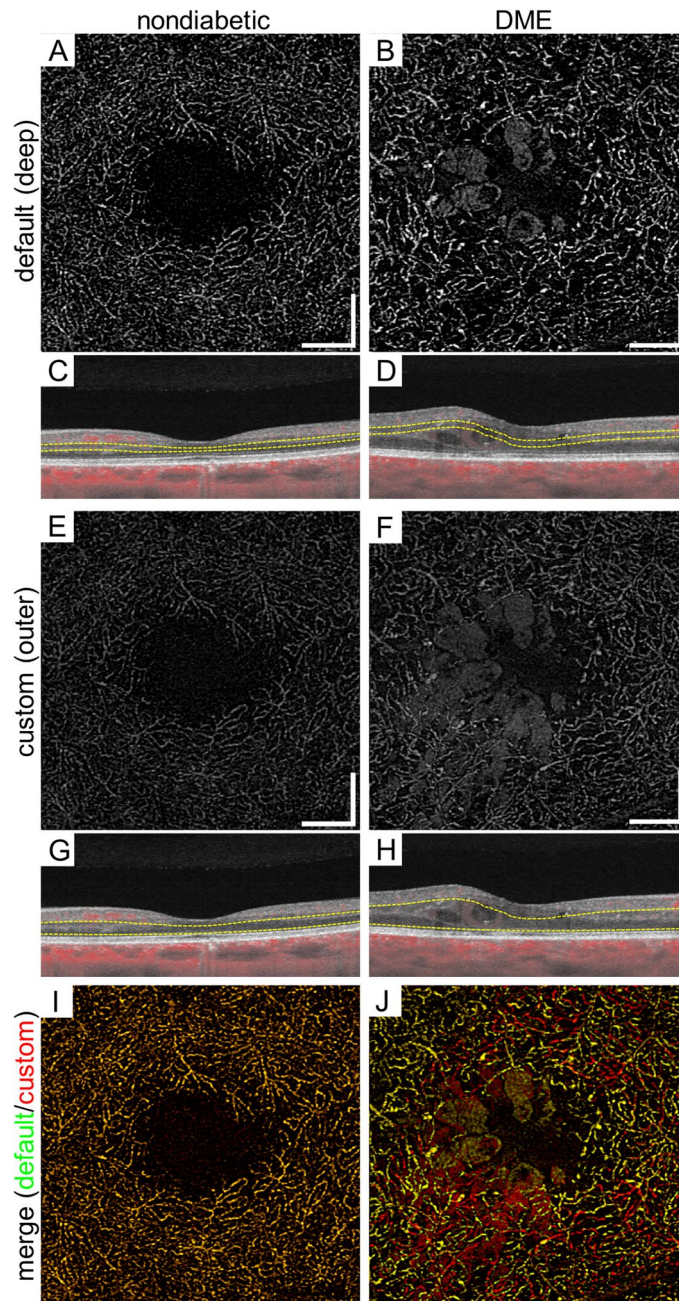 nondiabetic DME
default (deep)
A B
C D
custom (outer)
E F
G H
merge (default/custom)
I J